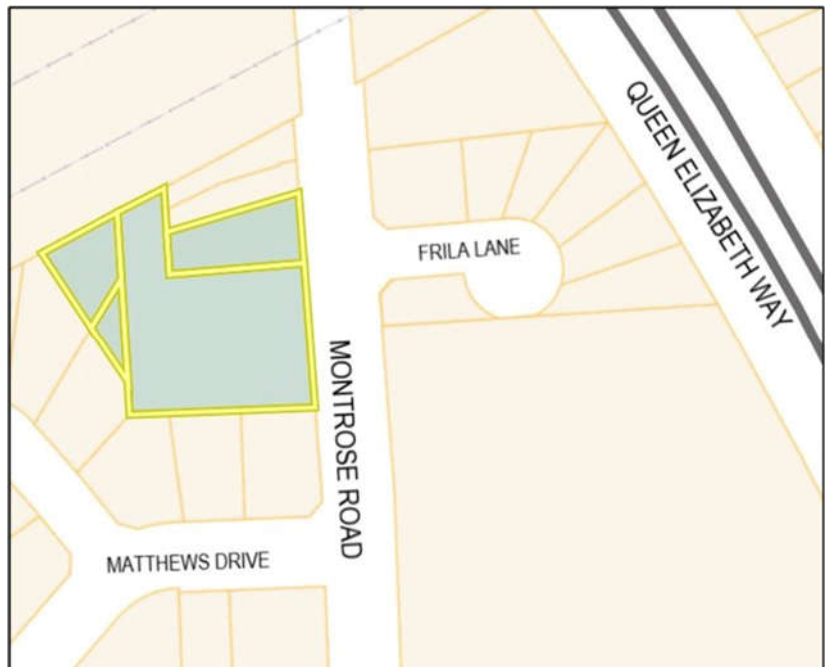 QUEEN ELIZABETH WAY
FRILA LANE
MONTROSE ROAD
MATTHEWS DRIVE